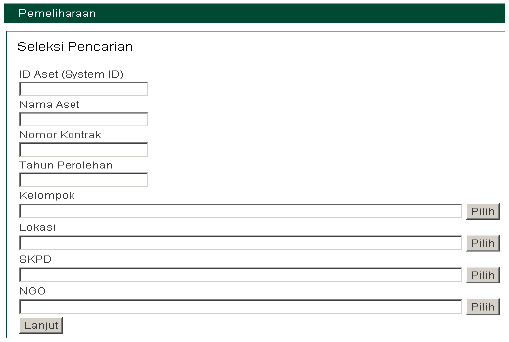 Pemeliharaan
Seleksi Pencarian
ID Aset (System ID)
Nama Aset
Nomor Kontrak
Tahun Perolehan
Kelompok
Pilih
Lokasi
Pilih
SKPD
Pilih
NGO
Pilih
Lanjut